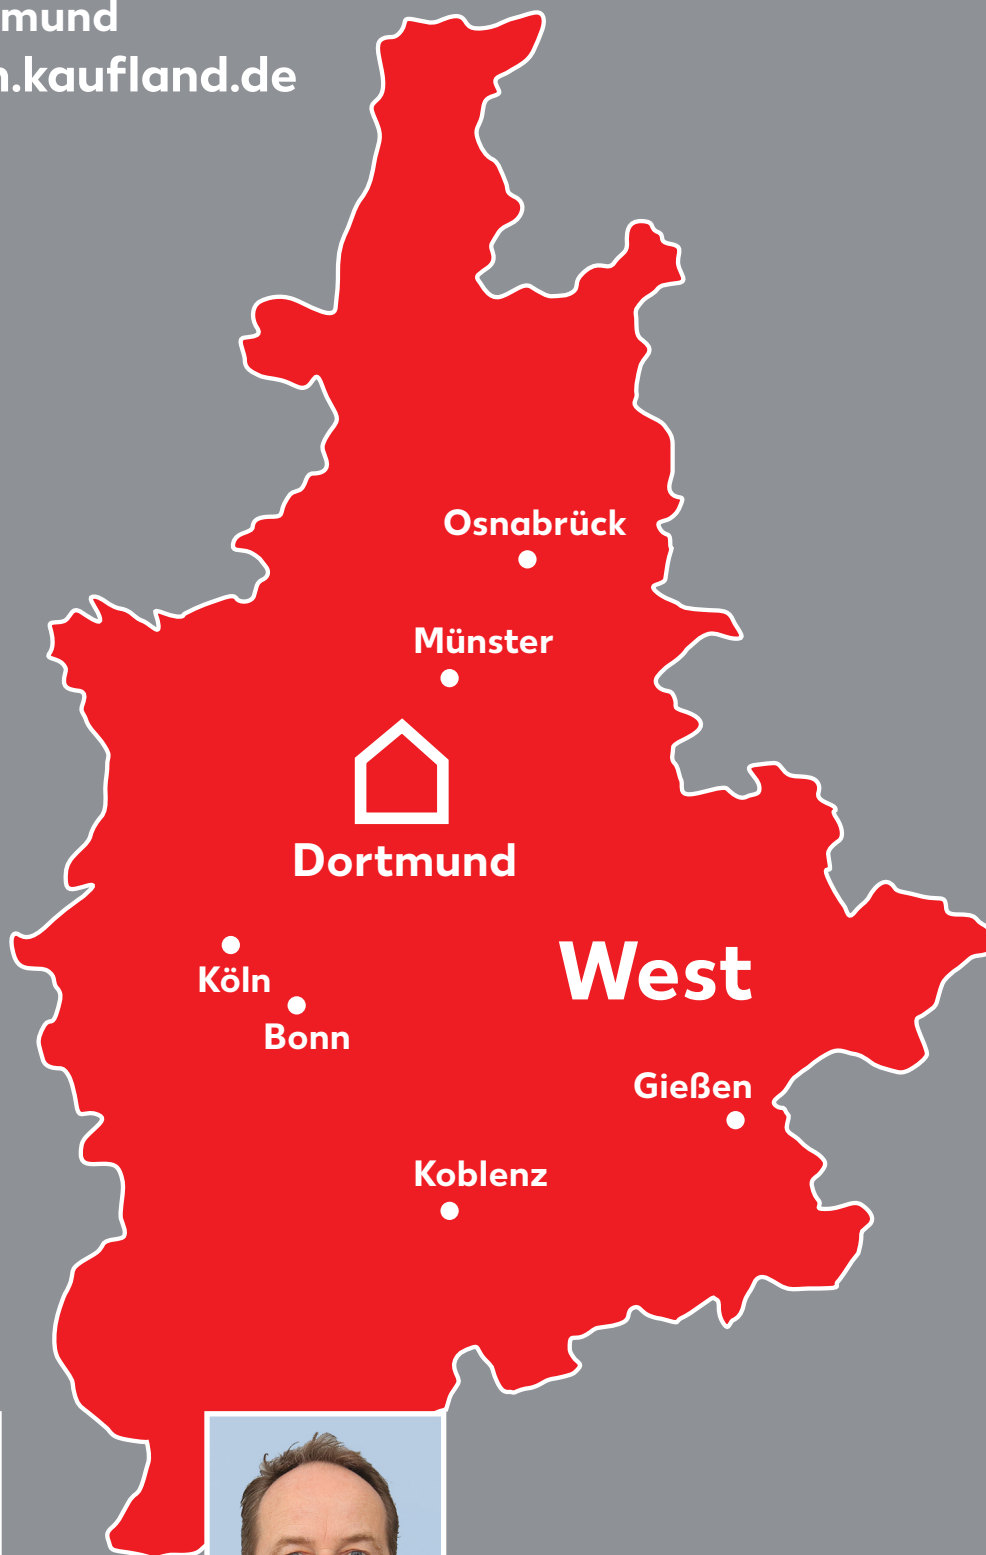 mund
.kaufland.de
Osnabrück
Münster
Dortmund
Köln
West
Bonn
Gießen
Koblenz